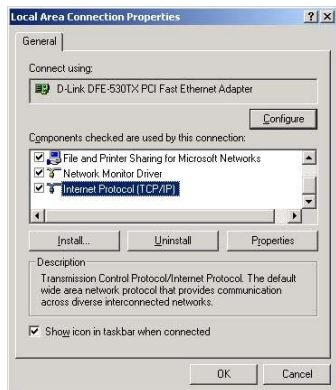 Local Area Connection Properties
General
Connect using:
D-Link DFE-530TX PCI Fast Ethernet Adapter
Configure
Components checked are used by this connection:
File and Printer Sharing for Microsoft Networks
Network Monitor Driver
Internet Protocol (TCP/IP)
Install...
Uninstall
Properties
Description
Transmission Control Protocol/Internet Protocol. The default
wide area network protocol that provides communication
across diverse interconnected networks.
Show icon in taskbar when connected
OK
Cancel